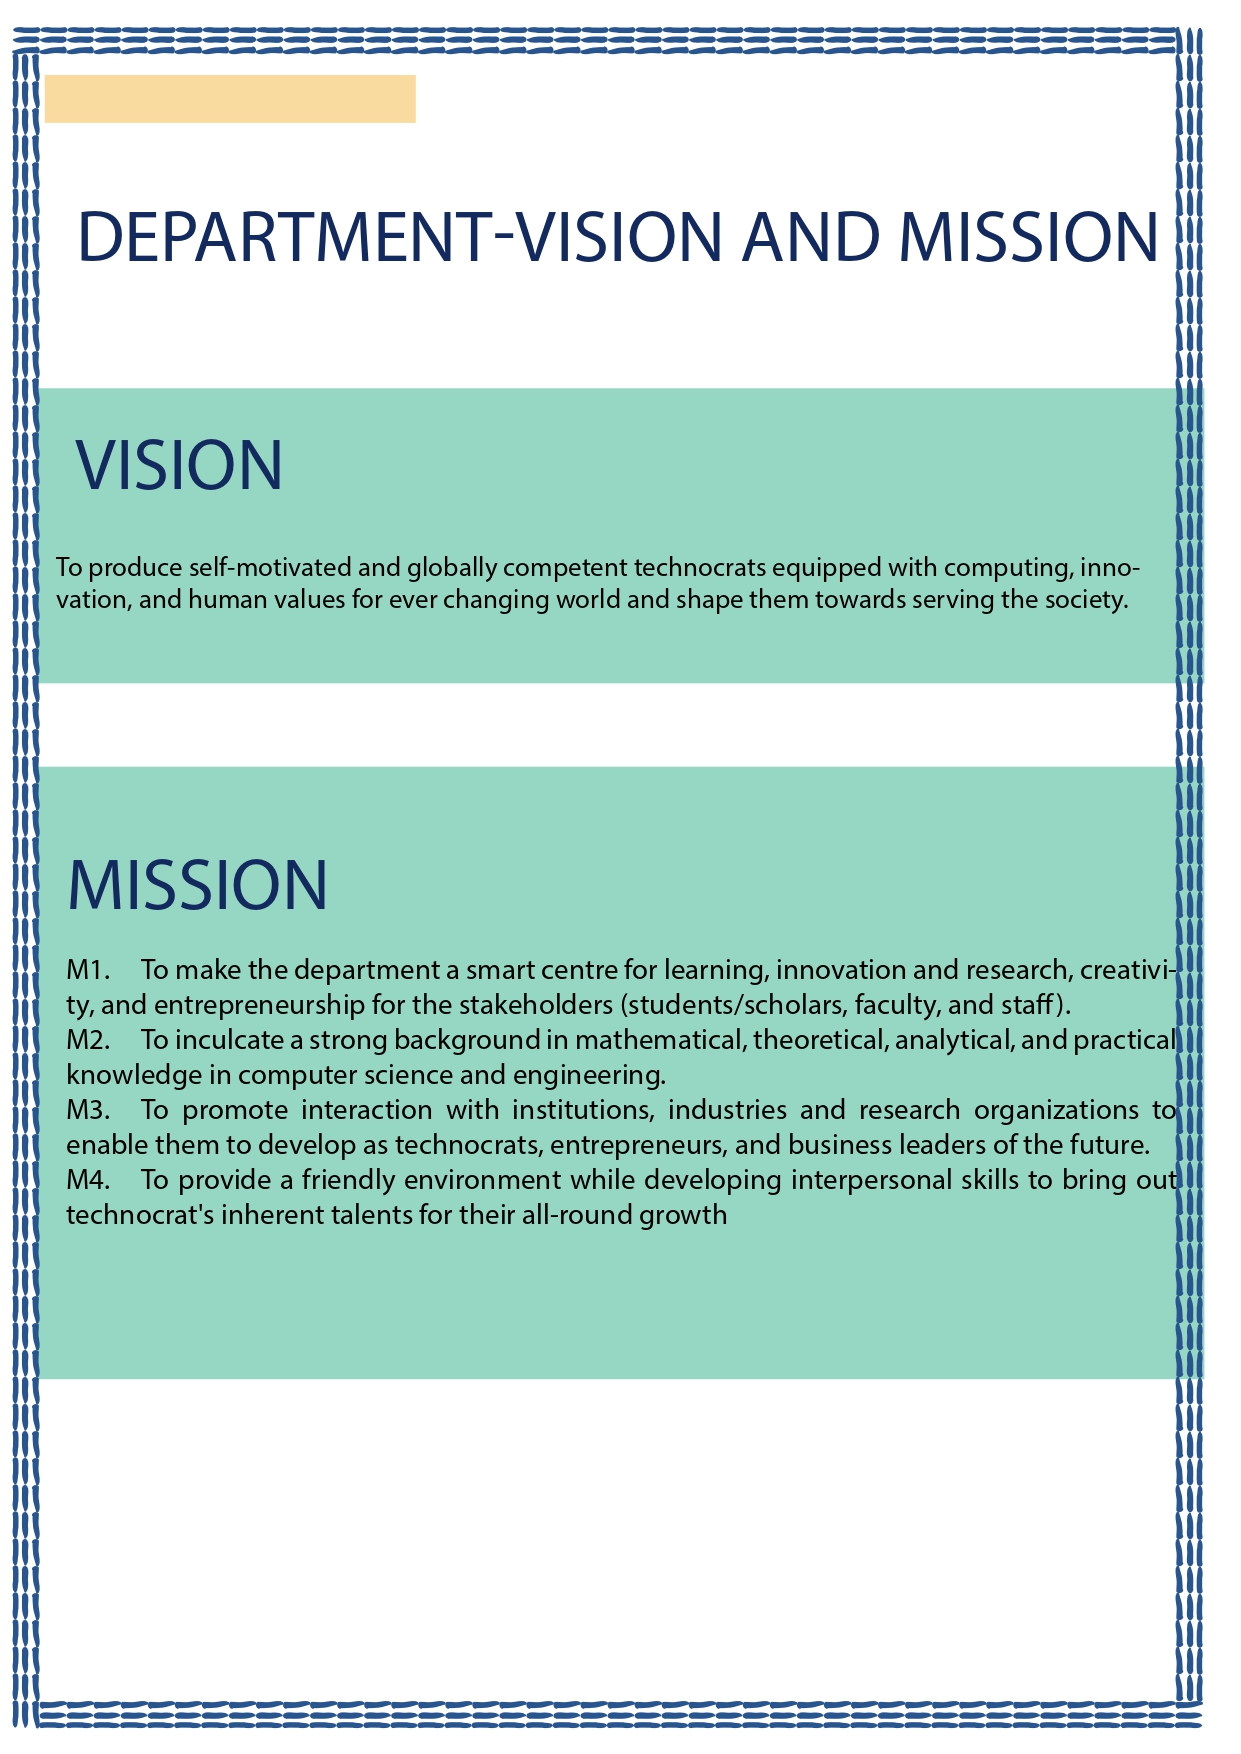 DEPARTMENT-VISION AND MISSION
VISION
To produce self-motivated and globally competent technocrats equipped with computing, inno-
vation, and human values for ever changing world and shape them towards serving the society.
MISSION
M1. To make the department a smart centre for learning, innovation and research, creativi-
ty, and entrepreneurship for the stakeholders (students/scholars, faculty, and staff).
M2. To inculcate a strong background in mathematical, theoretical, analytical, and practical
knowledge in computer science and engineering.
M3. To promote interaction with institutions, industries and research organizations to
enable them to develop as technocrats, entrepreneurs, and business leaders of the future.
M4. To provide a friendly environment while developing interpersonal skills to bring out
technocrat's inherent talents for their all-round growth